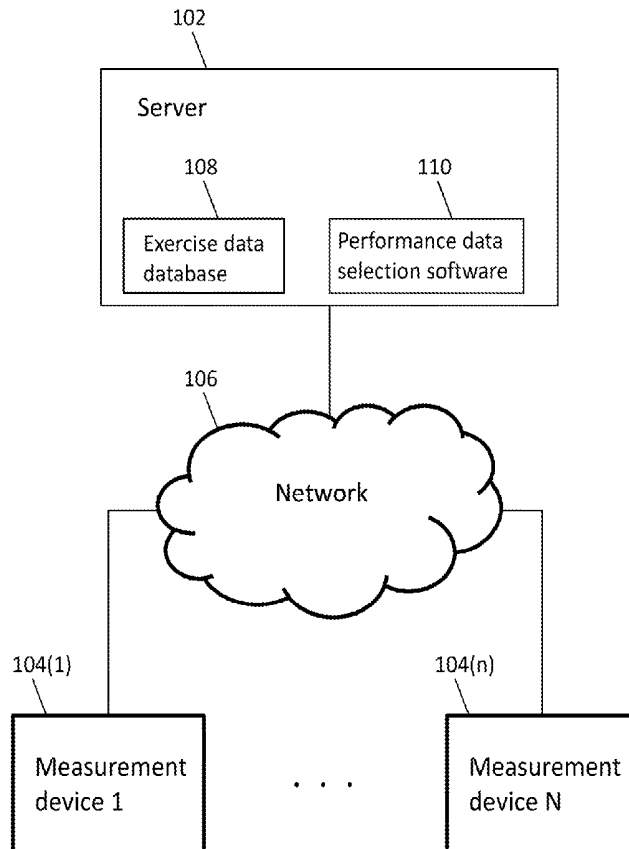 102
Server
108
110
Exercise data
database
Performance data
selection software
106
Network
104(1)
104(n)
Measurement
device 1
. . .
Measurement
device N